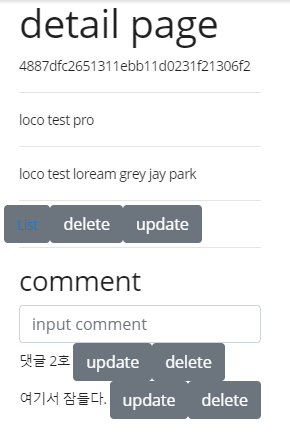 detail page
4887dfc2651311ebb11d0231f21306f2
loco test pro
loco test loream grey jay park
List delete update
comment
input comment
댓글 2호 update delete
여기서 잠들다. update delete